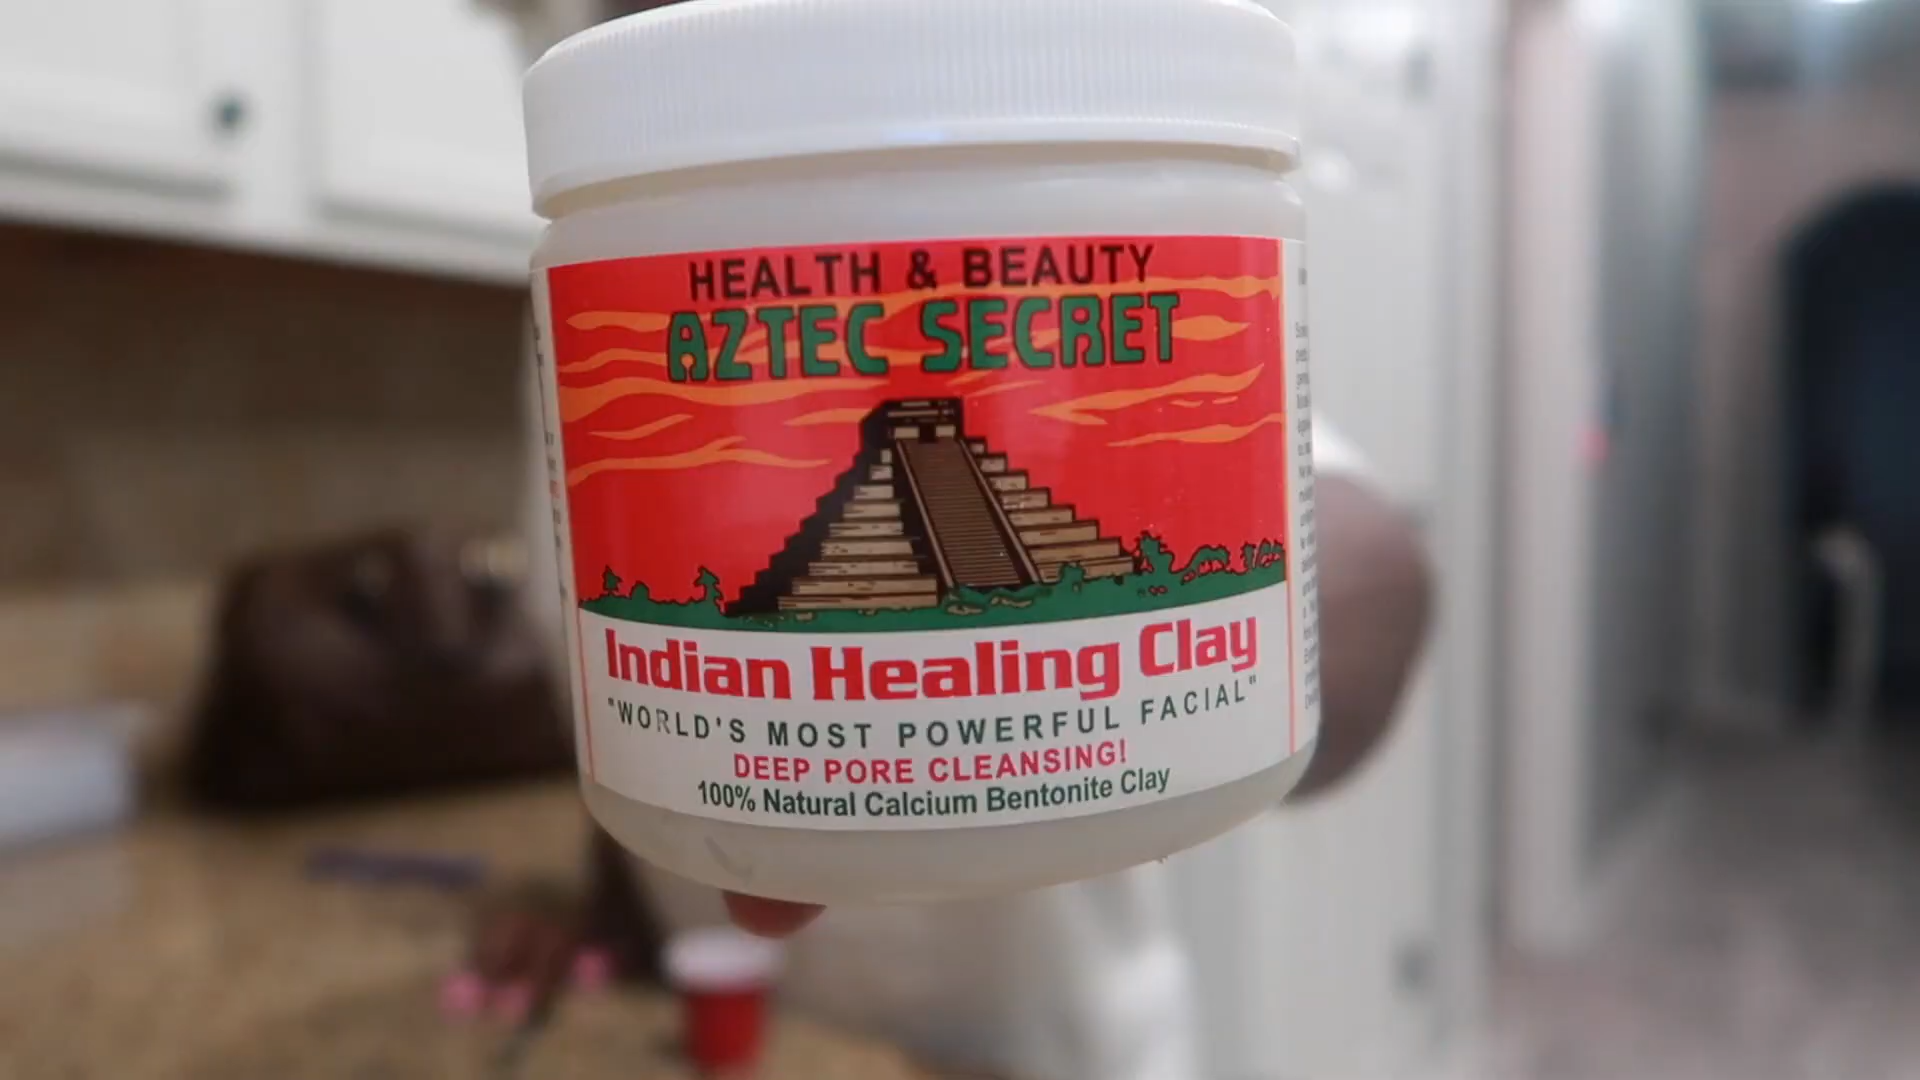 HEALTH & BEAUTY
AZTEC SECRET
Indian Healing Clay
"WORLD'S MOST POWERFUL FACIAL"
DEEP PORE CLEANSING!
100% Natural Calcium Bentonite Clay